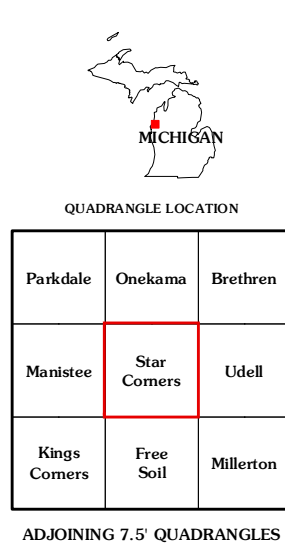 MICHIGAN
QUADRANGLE LOCATION
Parkdale Onekama Brethren
Manistee Star Corners Udell
Kings Corners Free Soil Millerton
ADJOINING 7.5' QUADRANGLES